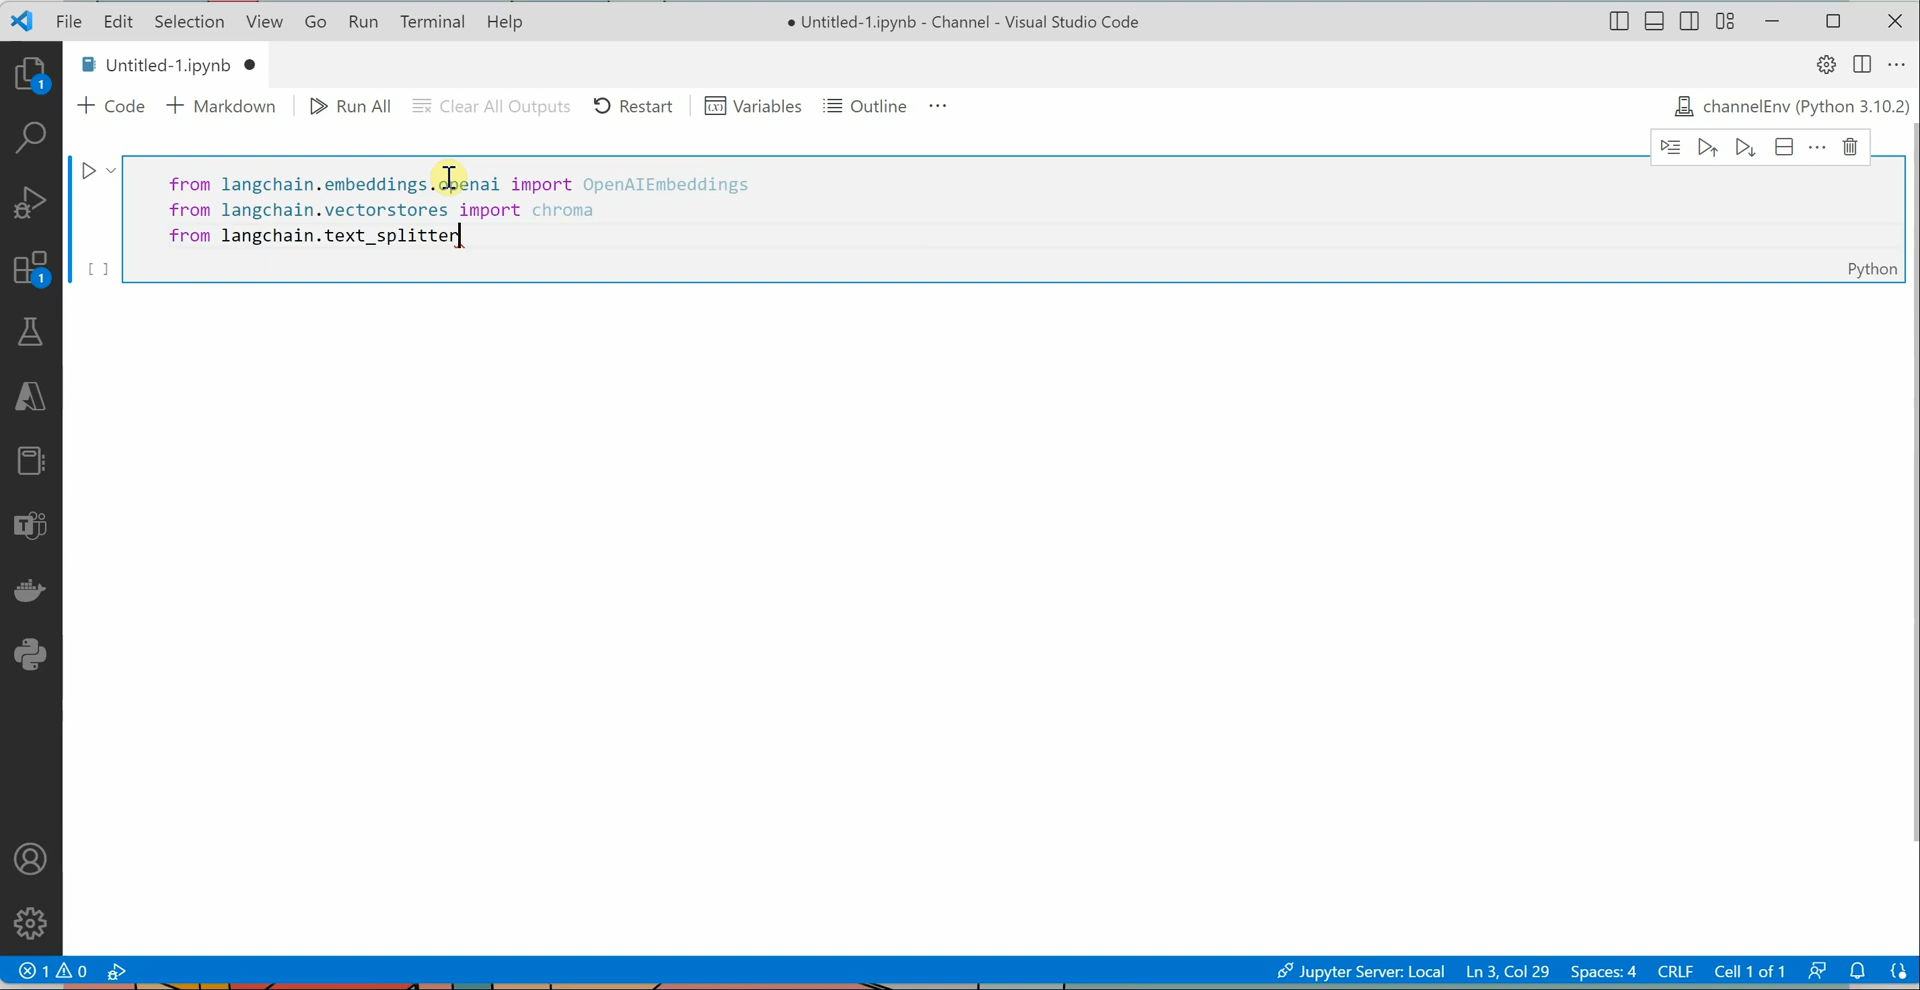 File Edit Selection View Go Run Terminal Help
● Untitled-1.ipynb - Channel - Visual Studio Code
1
Untitled-1.ipynb ●
+ Code + Markdown Run All Clear All Outputs Restart Variables Outline ...
channelEnv (Python 3.10.2)
from langchain.embeddings.openai import OpenAIEmbeddings
from langchain.vectorstores import chroma
from langchain.text_splitter
[ ]
Python
1
1 0
Jupyter Server: Local Ln 3, Col 29 Spaces: 4 CRLF Cell 1 of 1